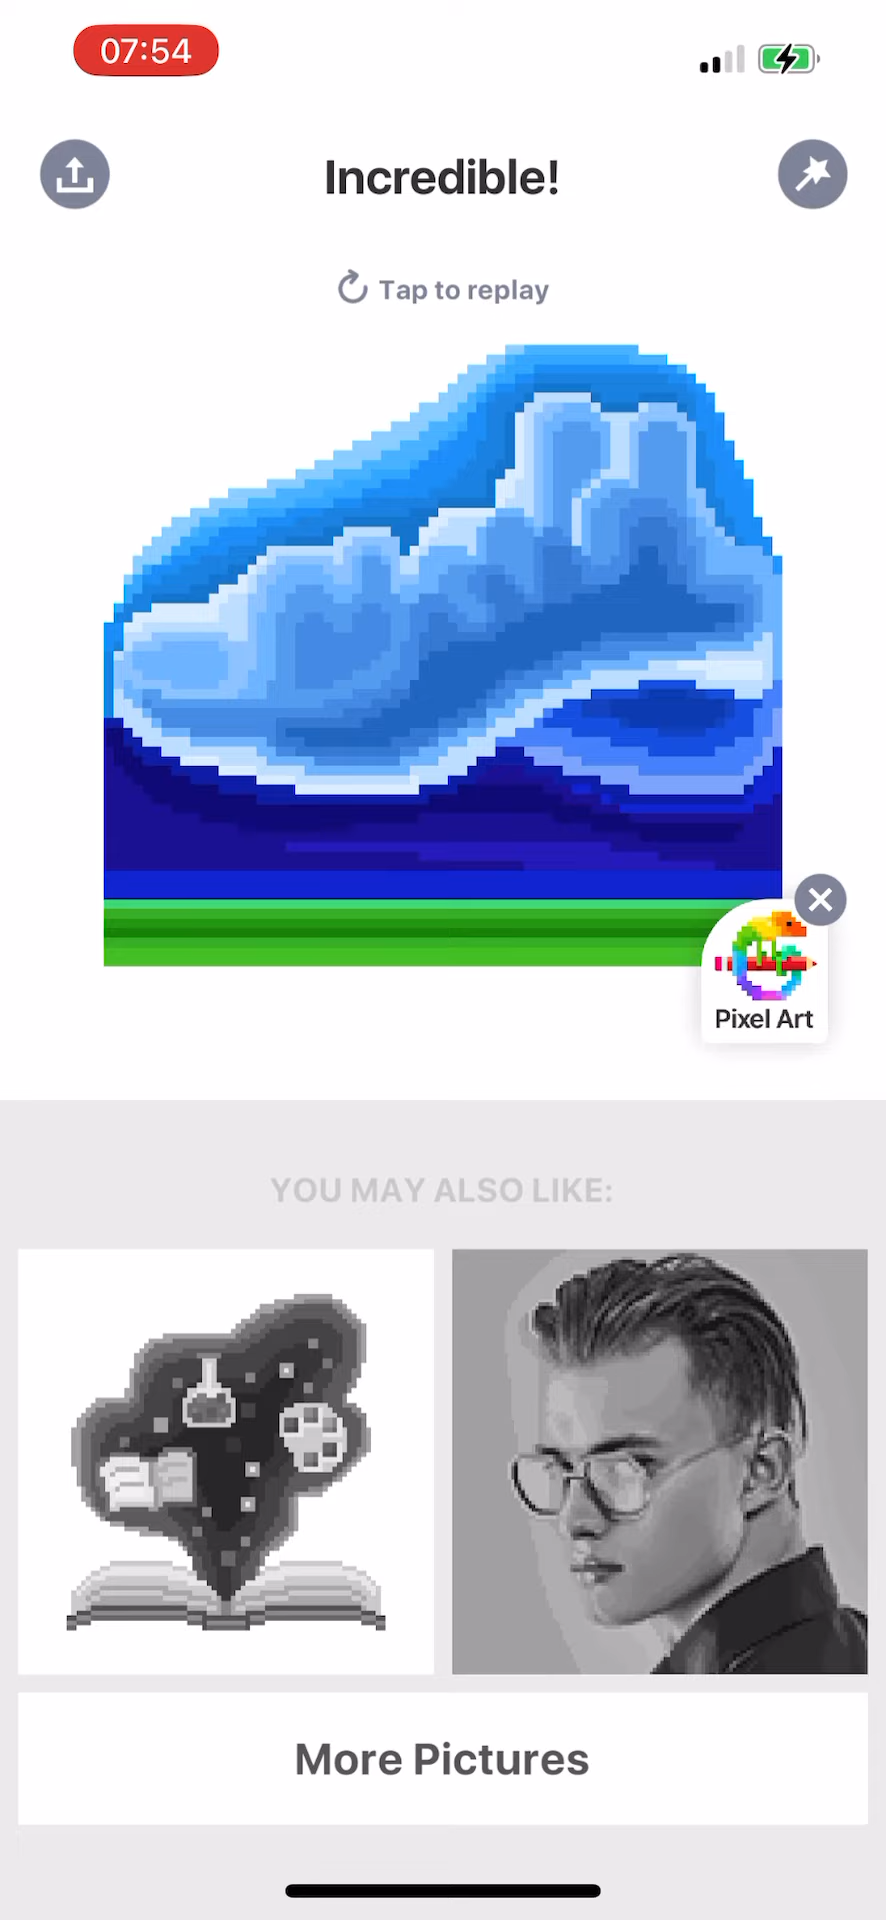 07:54
Incredible!
Tap to replay
Pixel Art
YOU MAY ALSO LIKE:
More Pictures